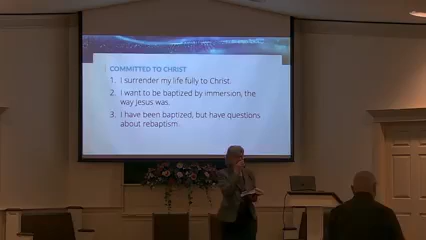 COMMITTED TO CHRIST
1. I surrender my life fully to Christ.
2. I want to be baptized by immersion, the
way Jesus was.
3. I have been baptized, but have questions
about rebaptism.